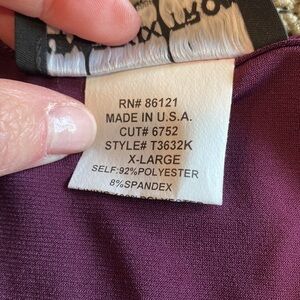 RN# 86121
MADE IN U.S.A.
CUT# 6752
STYLE# T3632K
X-LARGE
SELF:92%POLYESTER
8%SPANDEX